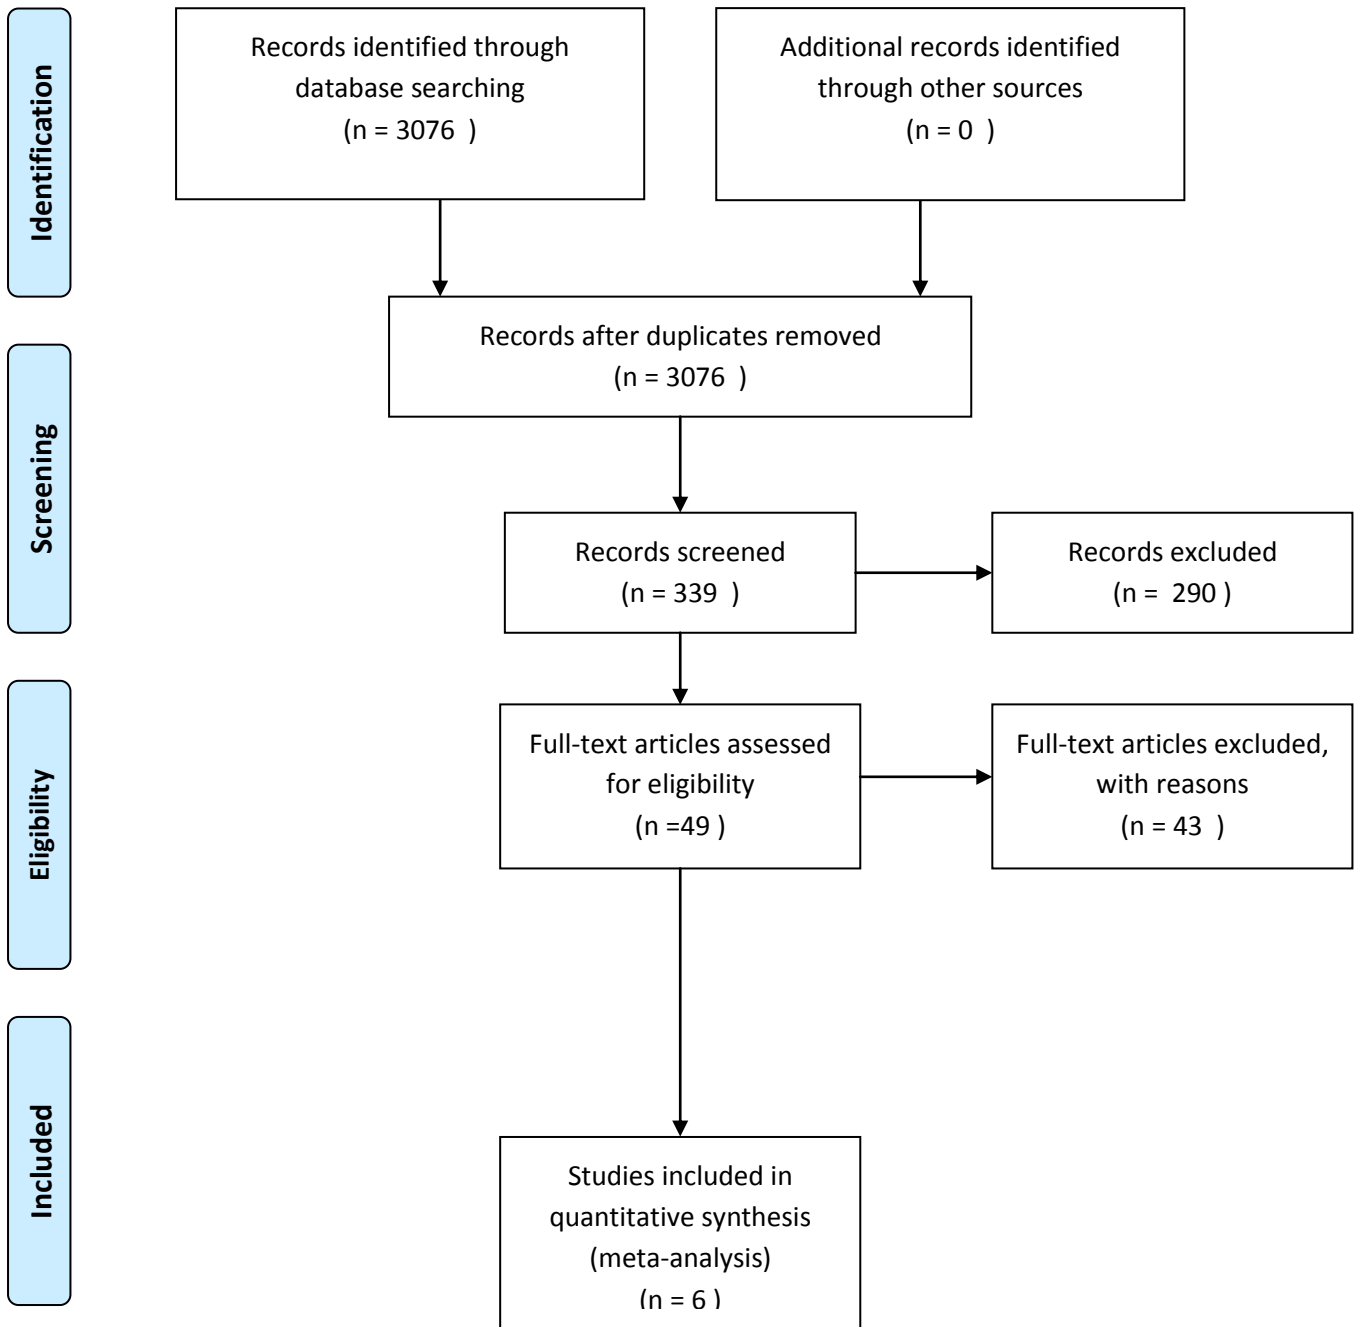 Identification
Records identified through
database searching
(n = 3076  )
Additional records identified
through other sources
(n = 0  )
Records after duplicates removed
(n = 3076  )
Screening
Records screened
(n = 339  )
Records excluded
(n =  290 )
Eligibility
Full-text articles assessed
for eligibility
(n =49 )
Full-text articles excluded,
with reasons
(n = 43  )
Included
Studies included in
quantitative synthesis
(meta-analysis)
(n = 6 )